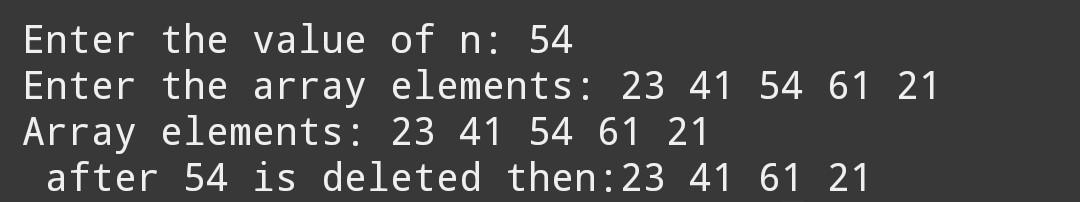 Enter the value of n: 54
Enter the array elements: 23 41 54 61 21
Array elements: 23 41 54 61 21
 after 54 is deleted then:23 41 61 21